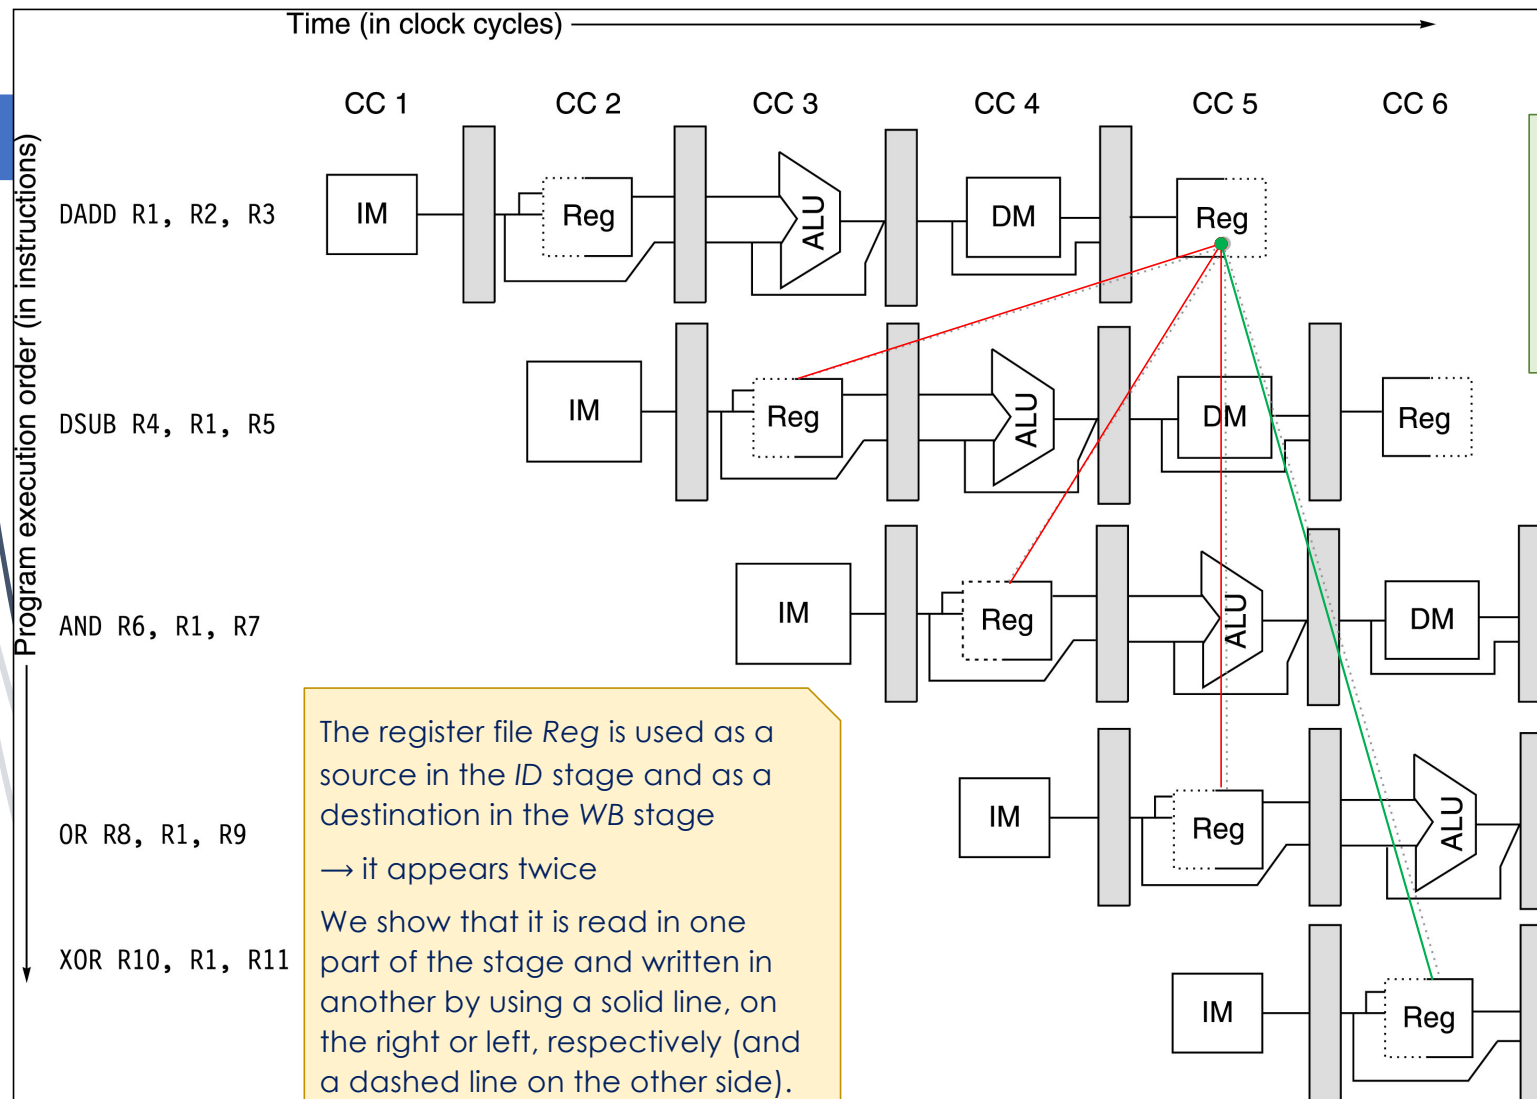 Time (in clock cycles)
CC 1 CC 2 CC 3 CC 4 CC 5 CC 6
Program execution order (in instructions)
DADD R1, R2, R3
IM Reg ALU DM Reg
DSUB R4, R1, R5
IM Reg ALU DM Reg
AND R6, R1, R7
IM Reg ALU DM
OR R8, R1, R9
IM Reg ALU
XOR R10, R1, R11
IM Reg
The register file Reg is used as a
source in the ID stage and as a
destination in the WB stage
→ it appears twice
We show that it is read in one
part of the stage and written in
another by using a solid line, on
the right or left, respectively (and
a dashed line on the other side).